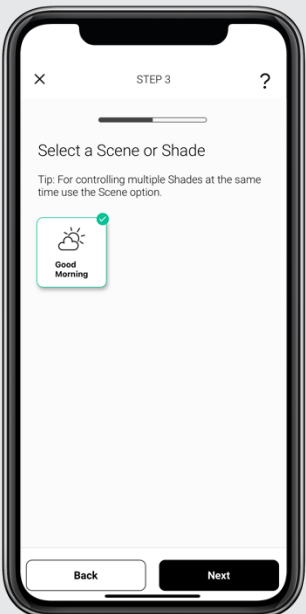 STEP 3
?
Select a Scene or Shade
Tip: For controlling multiple Shades at the same
time use the Scene option.
Good
Morning
Back
Next